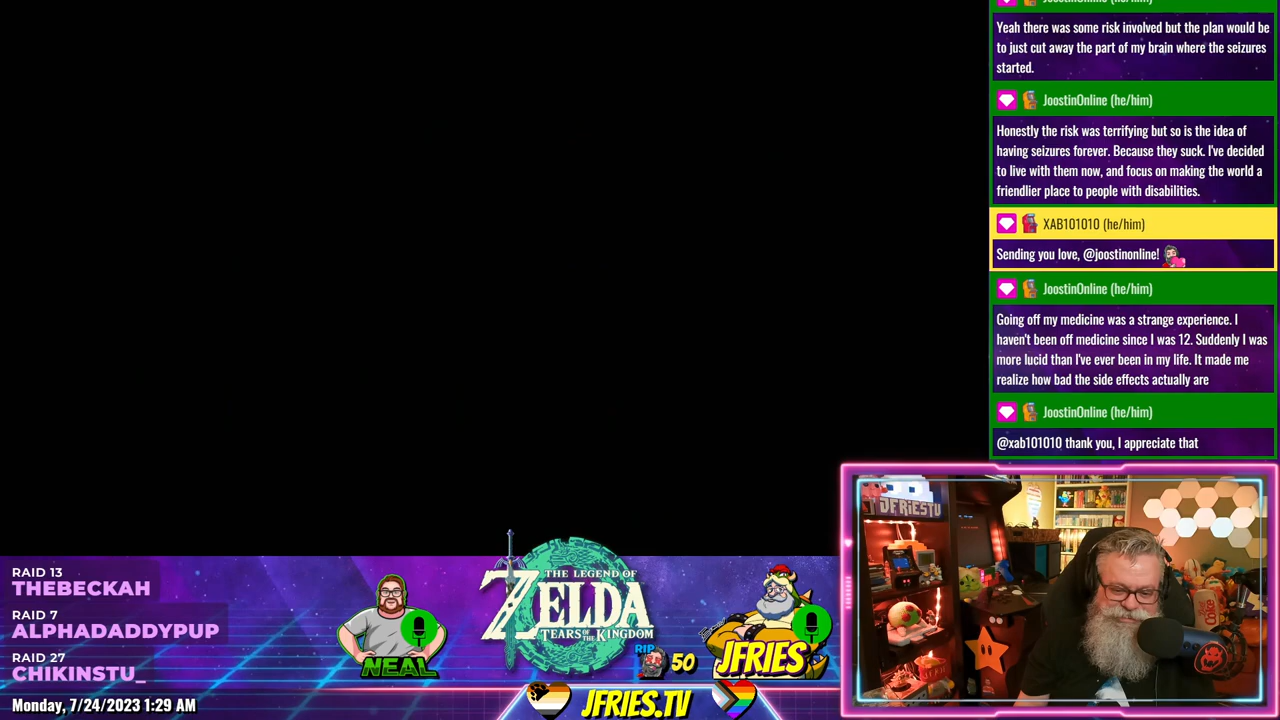 JoostinOnline (he/him)
Yeah there was some risk involved but the plan would be
to just cut away the part of my brain where the seizures
started.
JoostinOnline (he/him)
Honestly the risk was terrifying but so is the idea of
having seizures forever. Because they suck. I've decided
to live with them now, and focus on making the world a
friendlier place to people with disabilities.
XAB101010 (he/him)
Sending you love, @joostinonline!
JoostinOnline (he/him)
Going off my medicine was a strange experience. I
haven't been off medicine since I was 12. Suddenly I was
more lucid than I've ever been in my life. It made me
realize how bad the side effects actually are
JoostinOnline (he/him)
@xab101010 thank you, I appreciate that
RAID 13
THEBECKAH
RAID 7
ALPHADADDYPUP
RAID 27
CHIKINSTU_
Monday, 7/24/2023 1:29 AM
NEAL
THE LEGEND OF
ZELDA
TEARS OF THE KINGDOM
RIP
50
JFRIES
JFRIES.TV
DFRIESTV
Coke